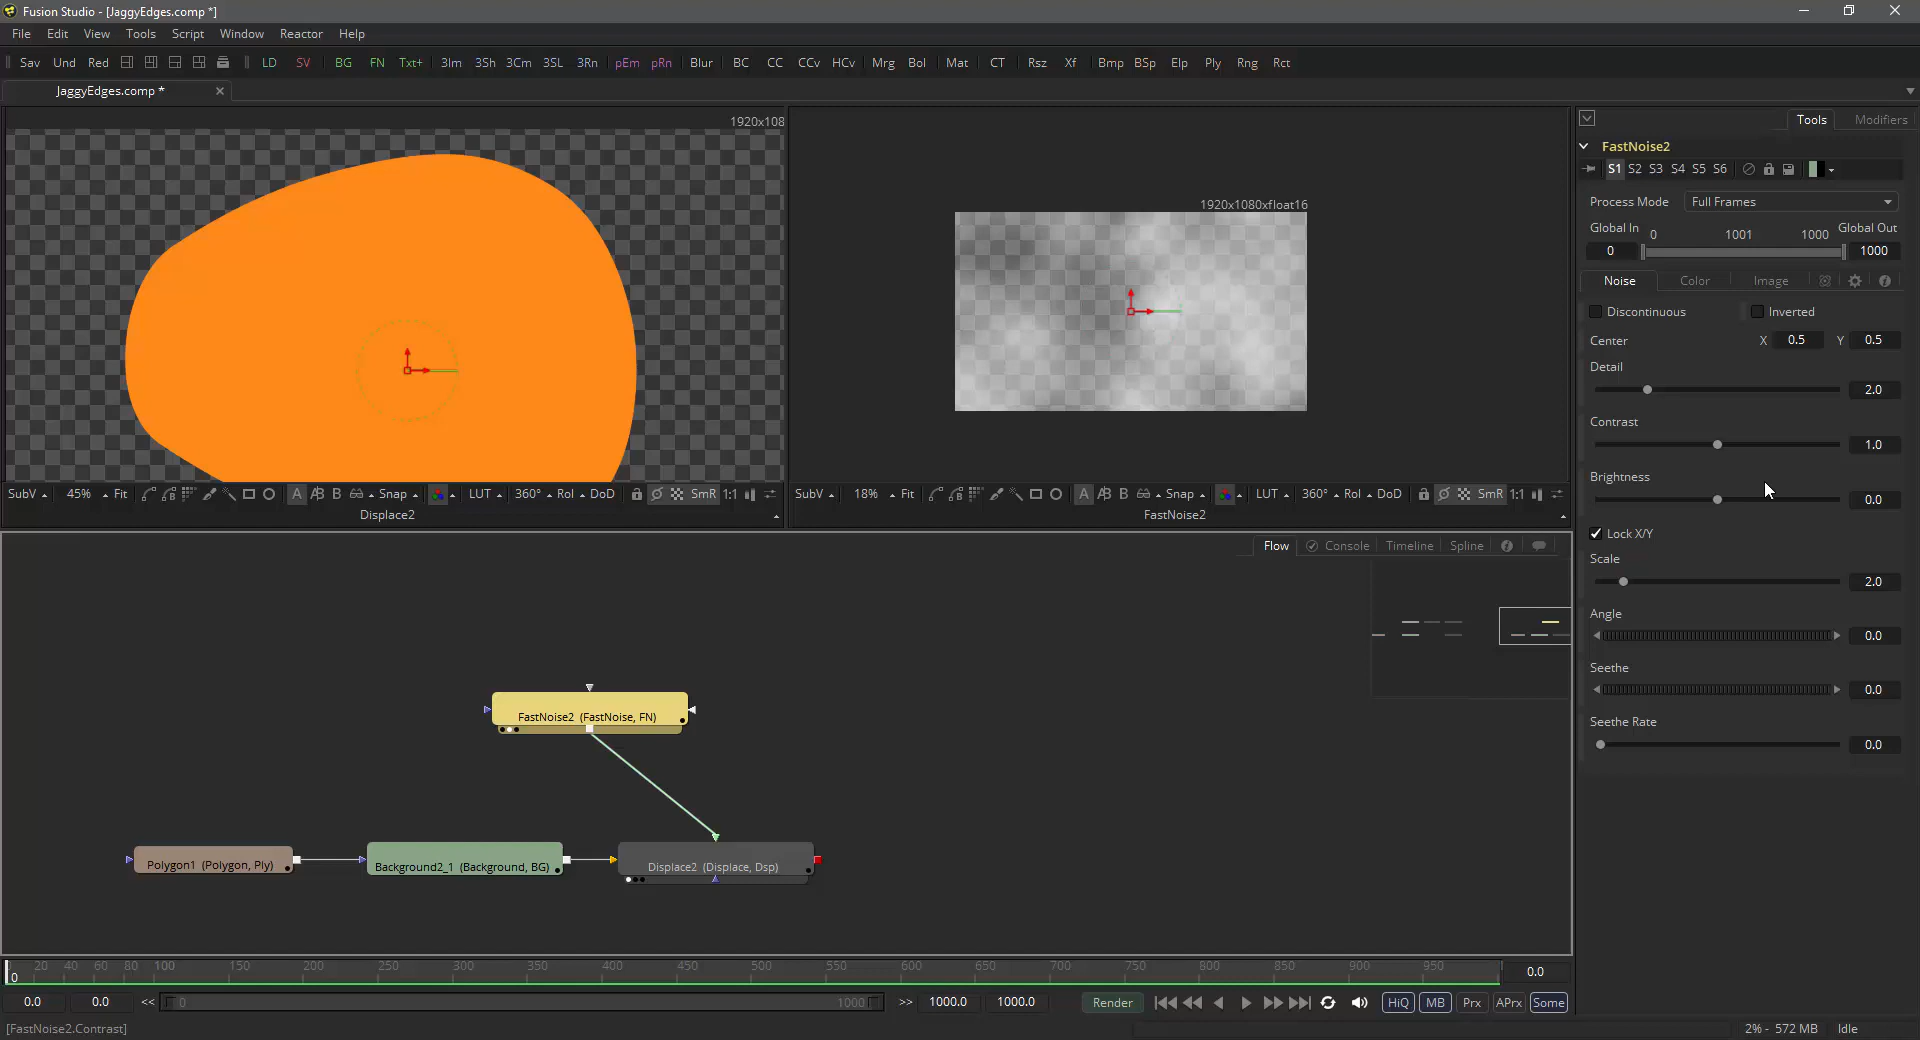 Fusion Studio - [JaggyEdges.comp *]
File Edit View Tools Script Window Reactor Help
Sav Und Red LD SV BG FN Txt+ 3Im 3Sh 3Cm 3SL 3Rn pEm pRn Blur BC CC CCv HCv Mrg Bol Mat CT Rsz Xf Bmp BSp Elp Ply Rng Rct
JaggyEdges.comp *
1920x108
1920x1080xfloat16
SubV 45% Fit A B Snap LUT 360° RoI DoD SmR 1:1
Displace2
SubV 18% Fit A B Snap LUT 360° RoI DoD SmR 1:1
FastNoise2
Tools Modifiers
FastNoise2
S1 S2 S3 S4 S5 S6
Process Mode Full Frames
Global In 0 1001 1000 Global Out
0 1000
Noise Color Image
Discontinuous Inverted
Center X 0.5 Y 0.5
Detail
2.0
Contrast
1.0
Brightness
0.0
Lock X/Y
Scale
2.0
Angle
0.0
Seethe
0.0
Seethe Rate
0.0
Flow Console Timeline Spline
FastNoise2 (FastNoise, FN)
Polygon1 (Polygon, Ply)
Background2_1 (Background, BG)
Displace2 (Displace, Dsp)
0 20 40 60 80 100 150 200 250 300 350 400 450 500 550 600 650 700 750 800 850 900 950 0.0
0.0 0.0 << 0 1000 >> 1000.0 1000.0 Render HiQ MB Prx APrx Some
[FastNoise2.Contrast]
2% - 572 MB Idle